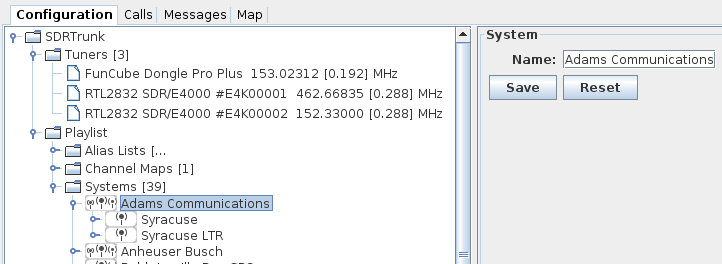 Configuration Calls Messages Map
SDRTrunk
Tuners [3]
FunCube Dongle Pro Plus 153.02312 [0.192] MHz
RTL2832 SDR/E4000 #E4K00001 462.66835 [0.288] MHz
RTL2832 SDR/E4000 #E4K00002 152.33000 [0.288] MHz
Playlist
Alias Lists [...
Channel Maps [1]
Systems [39]
Adams Communications
Syracuse
Syracuse LTR
Anheuser Busch
System
Name: Adams Communications
Save Reset